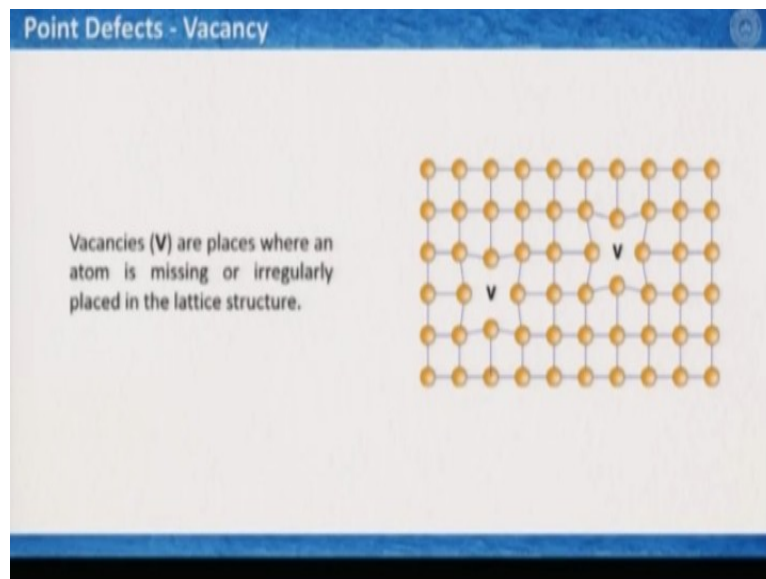 Point Defects - Vacancy
Vacancies (V) are places where an
atom is missing or irregularly
placed in the lattice structure.
V
V